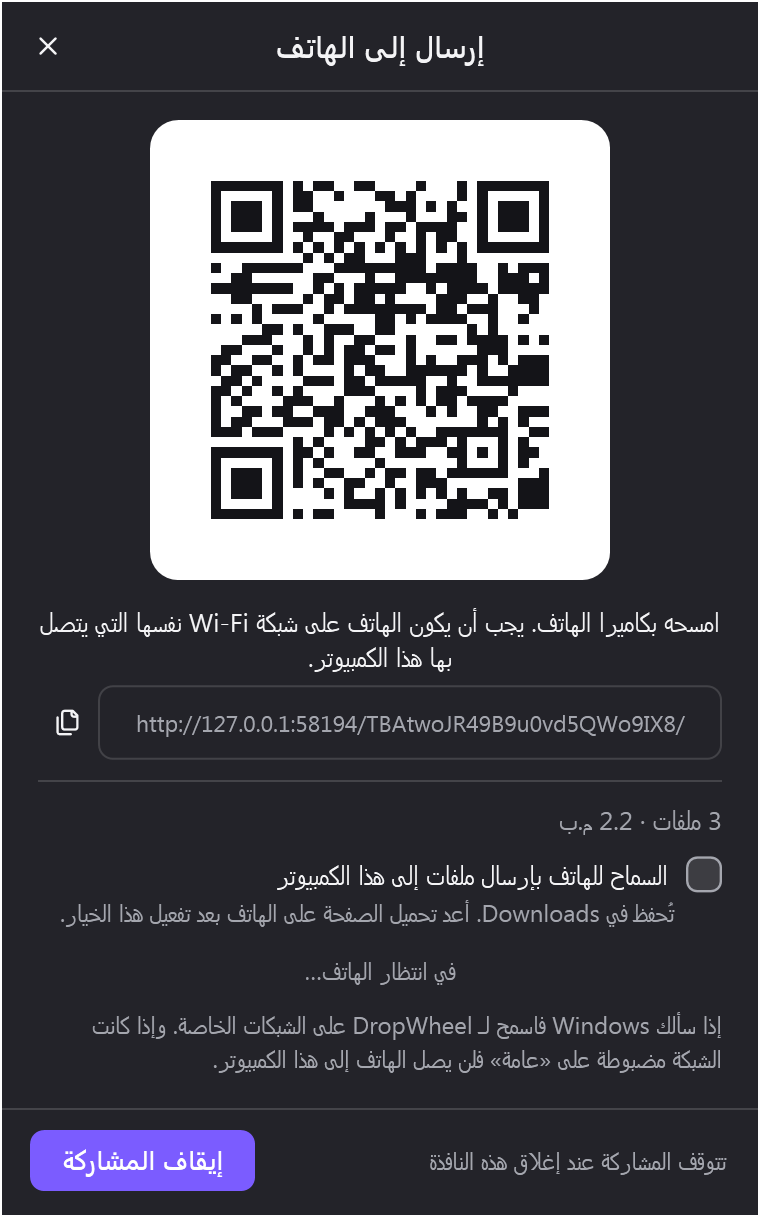 إرسال إلى الهاتف
امسحه بكاميرا الهاتف. يجب أن يكون الهاتف على شبكة Wi-Fi نفسها التي يتصل
بها هذا الكمبيوتر.
http://127.0.0.1:58194/TBAtwoJR49B9u0vd5QWo9IX8/
3 ملفات · 2.2 م.ب
السماح للهاتف بإرسال ملفات إلى هذا الكمبيوتر
تُحفظ في Downloads. أعد تحميل الصفحة على الهاتف بعد تفعيل هذا الخيار.
في انتظار الهاتف...
إذا سألك Windows فاسمح لـ DropWheel على الشبكات الخاصة. وإذا كانت
الشبكة مضبوطة على «عامة» فلن يصل الهاتف إلى هذا الكمبيوتر.
تتوقف المشاركة عند إغلاق هذه النافذة
إيقاف المشاركة